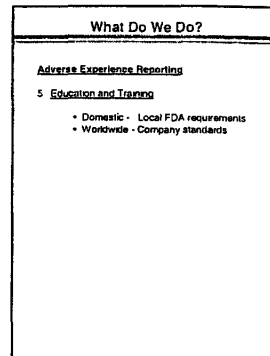 What Do We Do?
Adverse Experience Reporting
5 Education and Training
• Domestic - Local FDA requirements
• Worldwide - Company standards